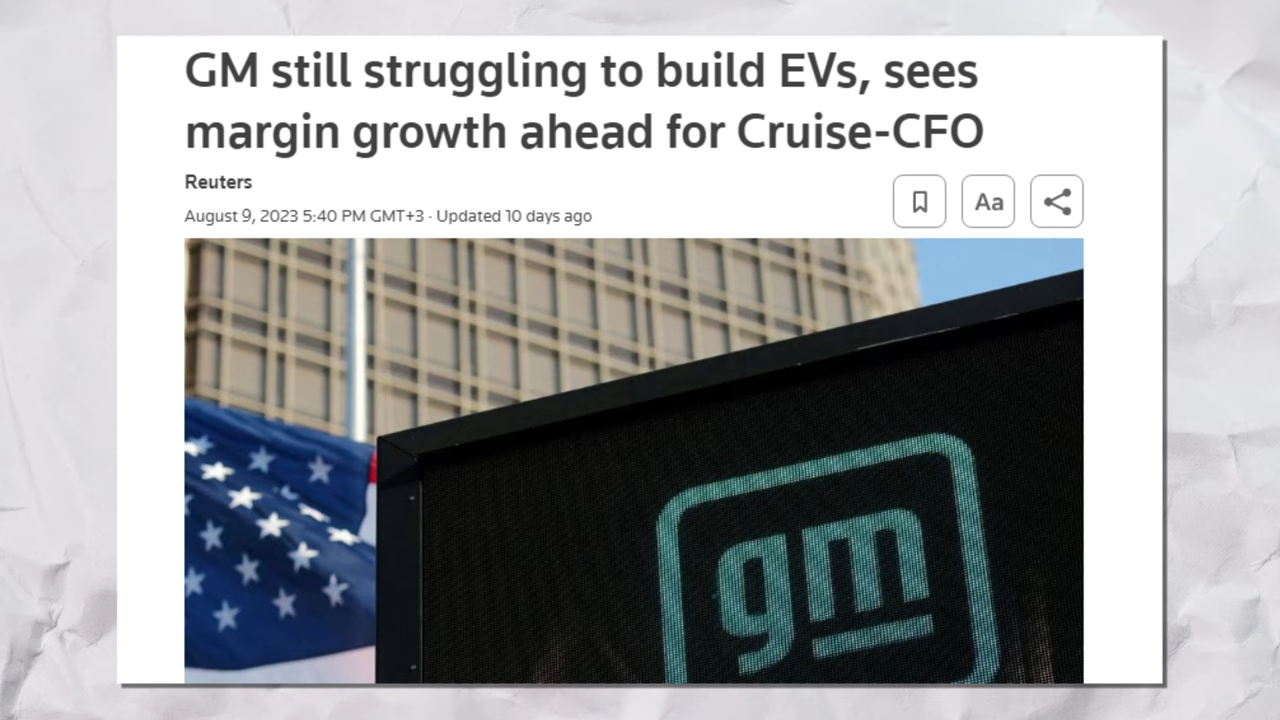 GM still struggling to build EVs, sees
margin growth ahead for Cruise-CFO
Reuters
August 9, 2023 5:40 PM GMT+3 · Updated 10 days ago
Aa
gm